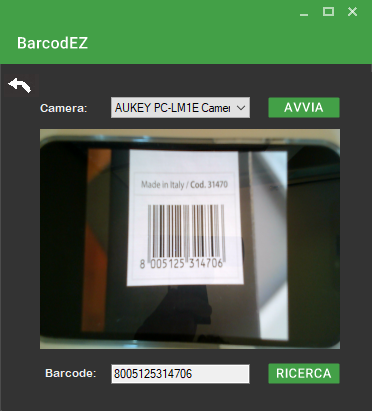 BarcodEZ
Camera: AUKEY PC-LM1E Camer AVVIA
Made in Italy / Cod. 31470
8 005125 314706
Barcode: 8005125314706 RICERCA